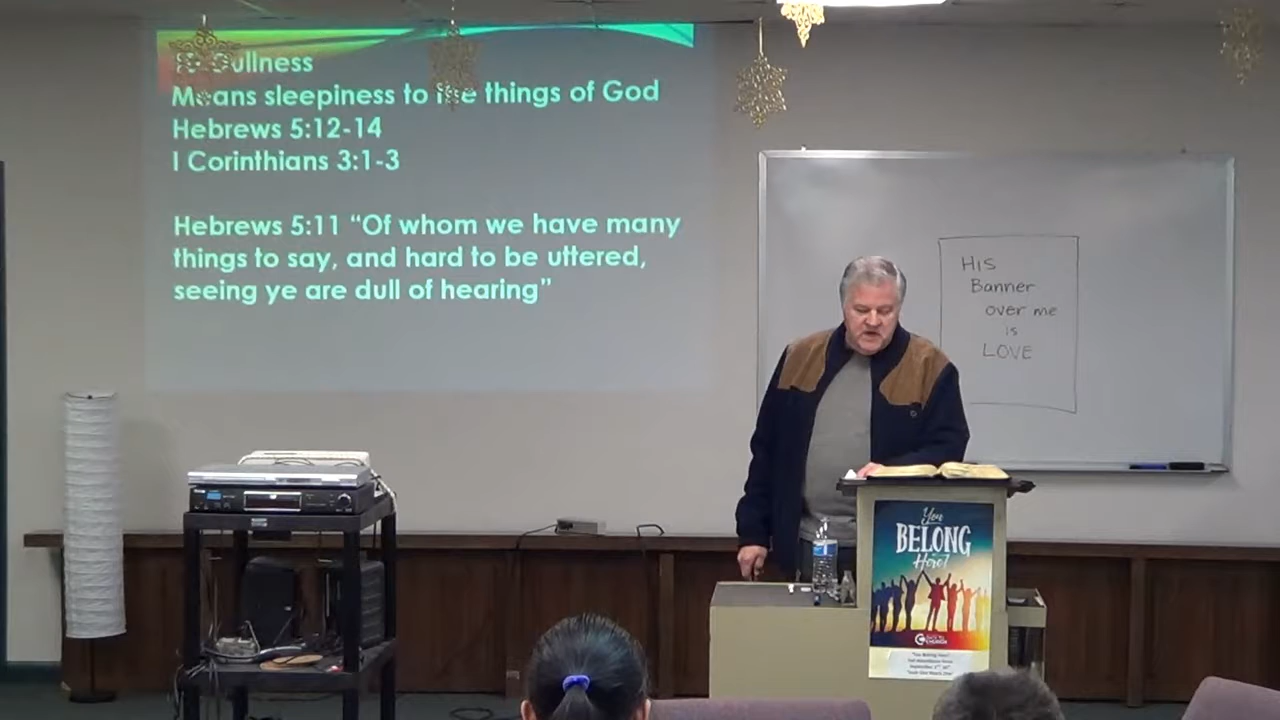 Dullness
Means sleepiness to the things of God
Hebrews 5:12-14
I Corinthians 3:1-3
Hebrews 5:11 “Of whom we have many
things to say, and hard to be uttered,
seeing ye are dull of hearing”
His
Banner
over me
is
LOVE
You
BELONG
Here!
CHURCH